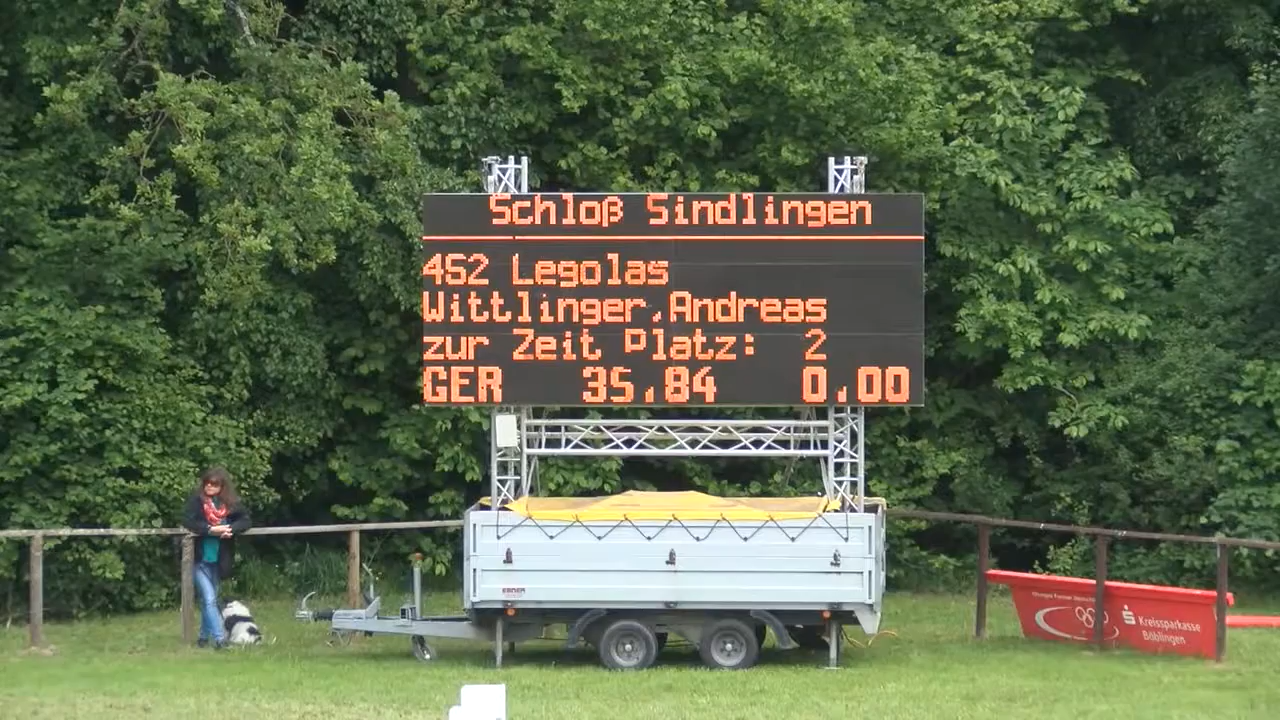 Schloß Sindlingen
452 Legolas
Wittlinger,Andreas
zur Zeit Platz: 2
GER 35.84 0.00
Kreissparkasse
Böblingen